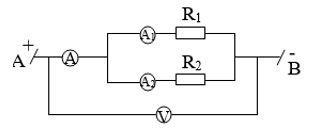 A₁ R₁
A + A - B
A₂ R₂
V